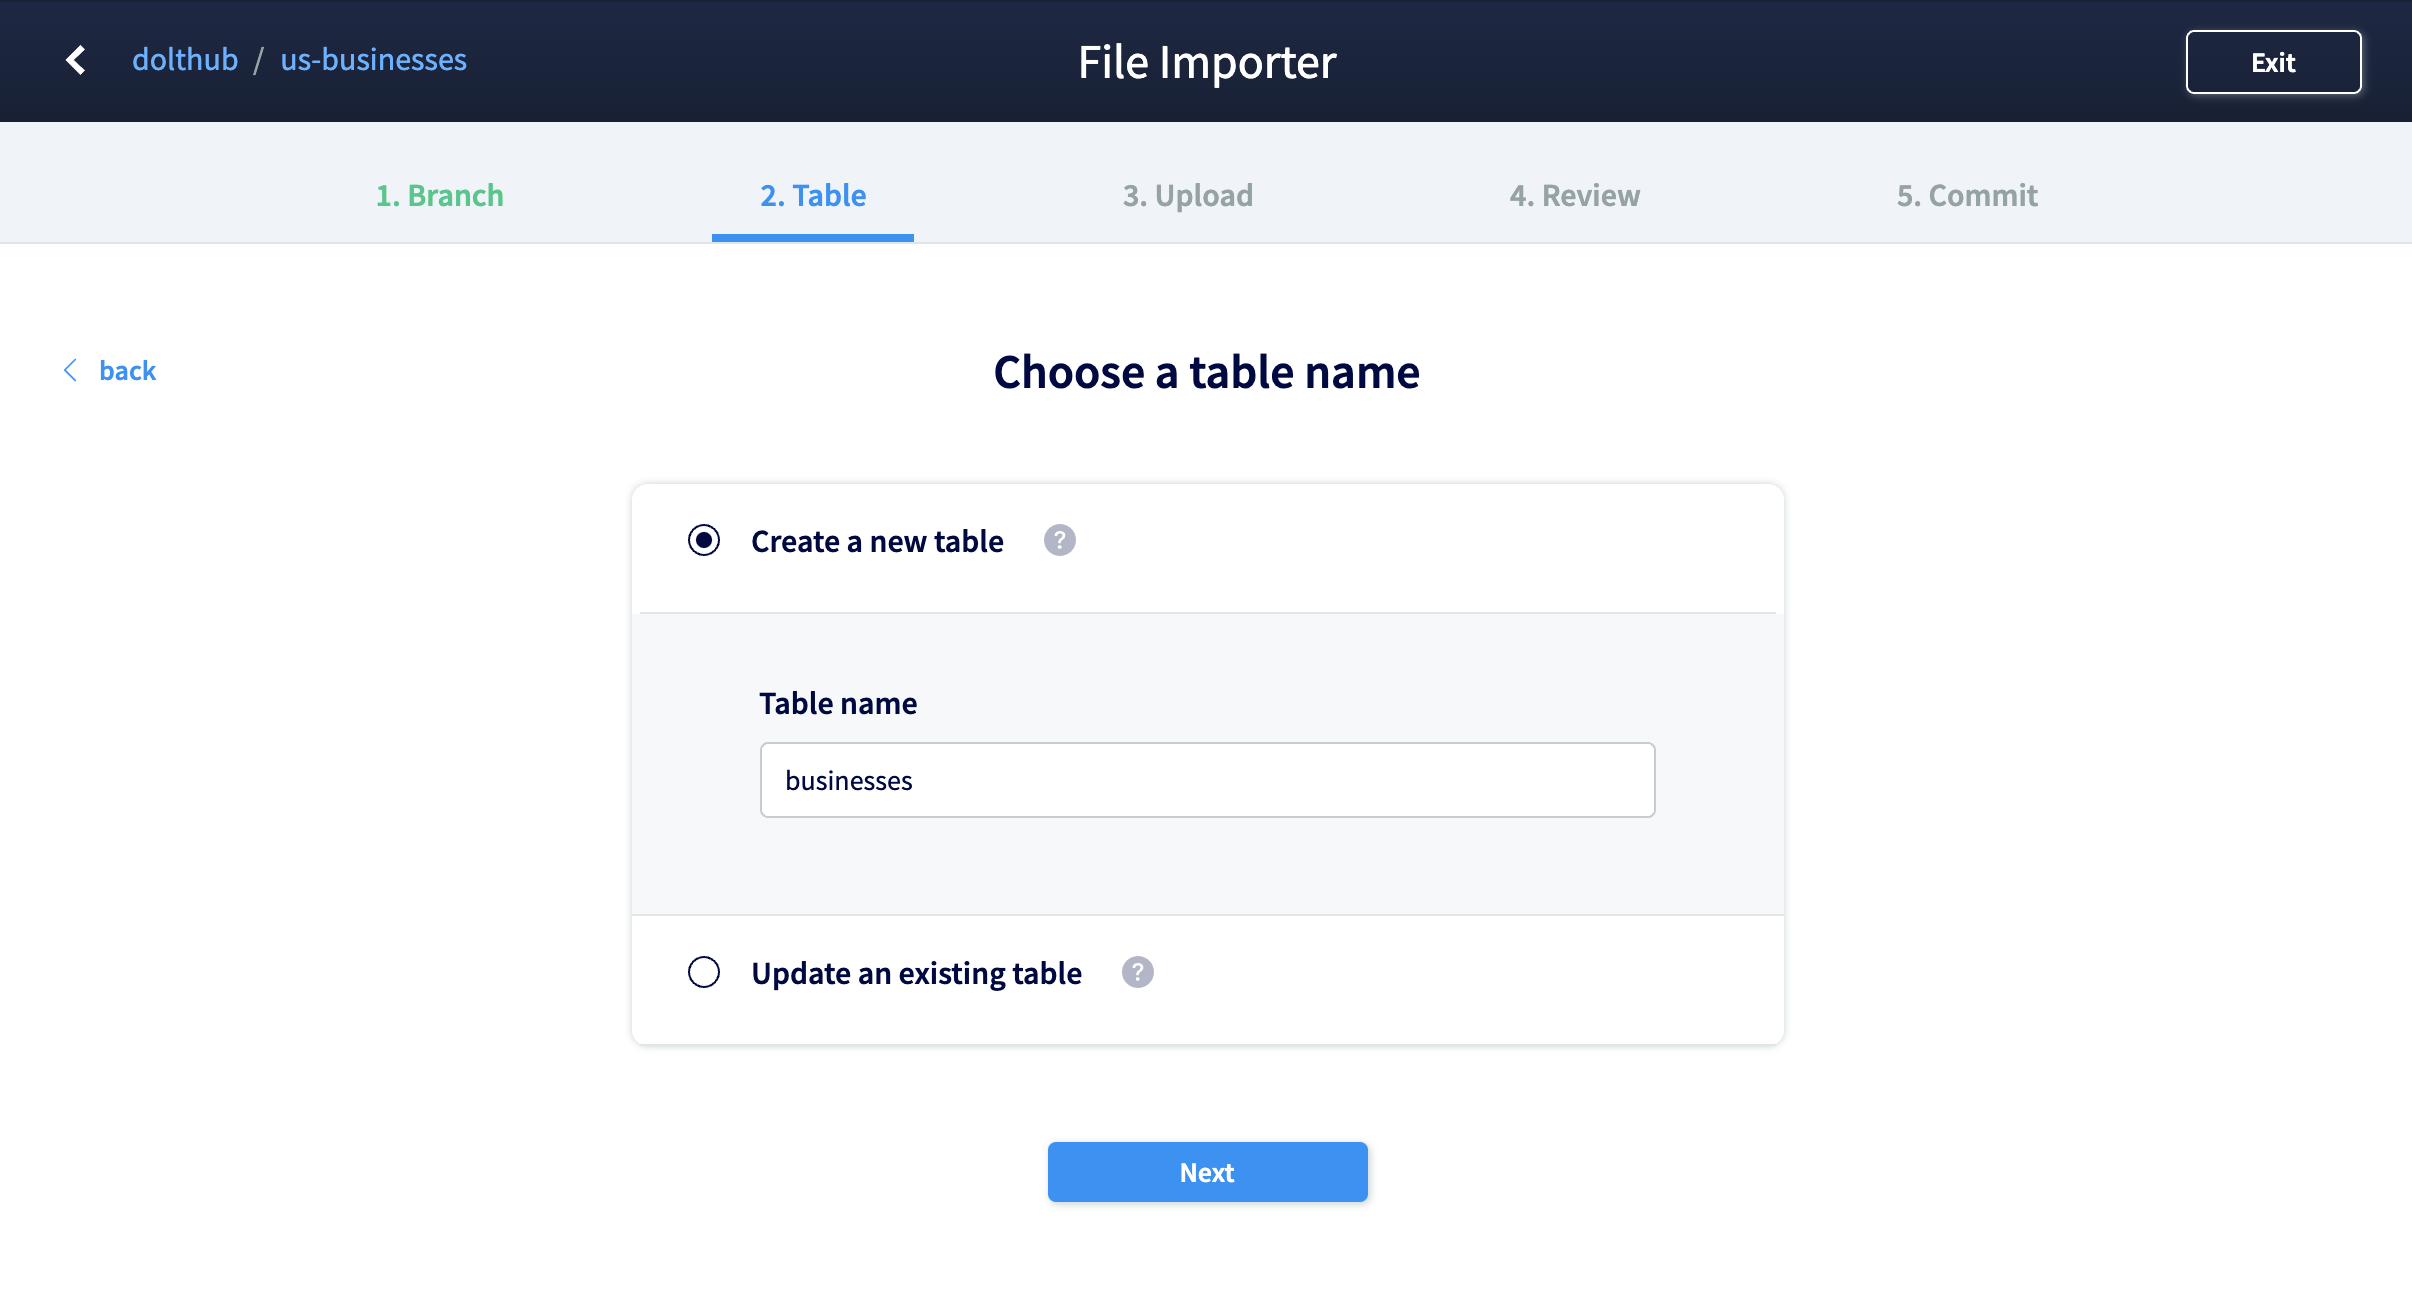 dolthub / us-businesses
File Importer
Exit
1. Branch
2. Table
3. Upload
4. Review
5. Commit
back
Choose a table name
Create a new table ?
Table name
businesses
Update an existing table ?
Next